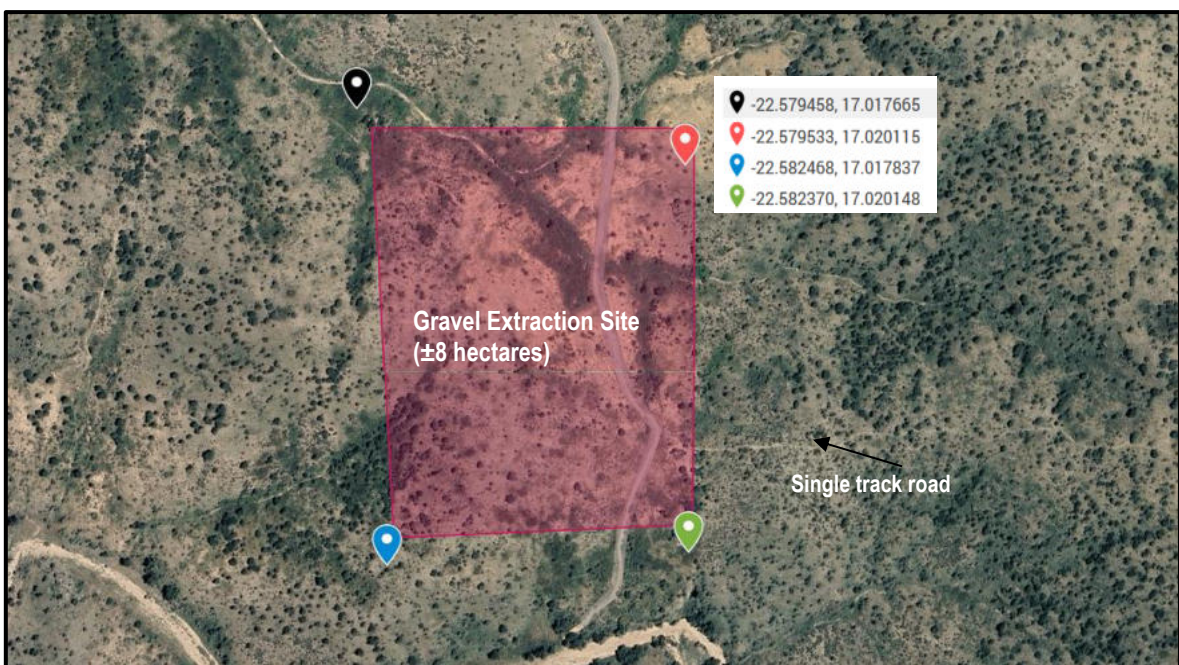 -22.579458, 17.017665
-22.579533, 17.020115
-22.582468, 17.017837
-22.582370, 17.020148
Gravel Extraction Site
(±8 hectares)
Single track road